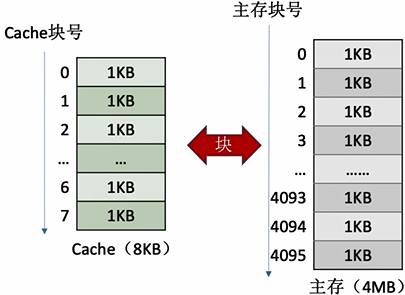 Cache块号
0 1KB
1 1KB
2 1KB
... ...
6 1KB
7 1KB
Cache（8KB）
块
主存块号
0 1KB
1 1KB
2 1KB
3 1KB
... ......
4093 1KB
4094 1KB
4095 1KB
主存（4MB）